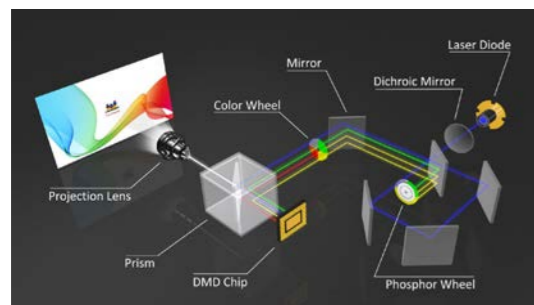 Laser Diode
Mirror
Dichroic Mirror
Color Wheel
Projection Lens
Prism
DMD Chip
Phosphor Wheel